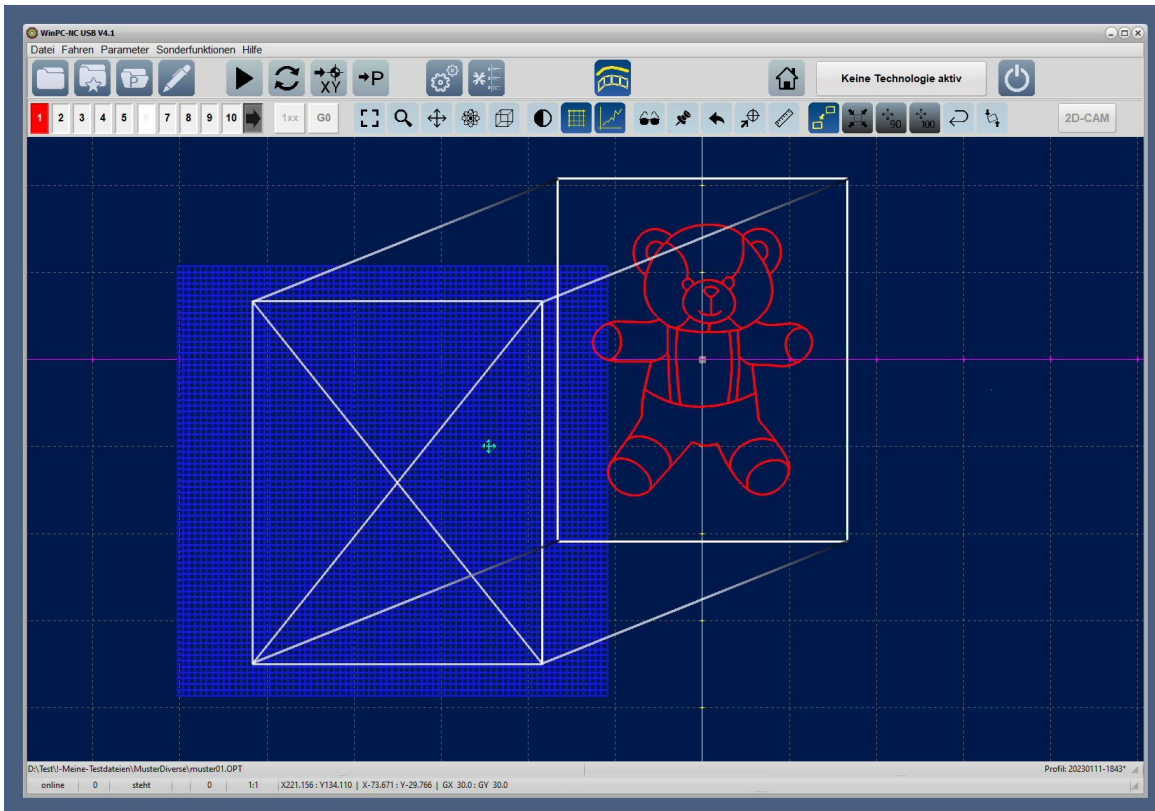 WinPC-NC USB V4.1
Datei Fahren Parameter Sonderfunktionen Hilfe
P XY →P Keine Technologie aktiv
1 2 3 4 5 6 7 8 9 10 1xx G0 90 100 2D-CAM
D:\Test\!-Meine-Testdateien\MusterDiverse\muster01.OPT Profil: 20230111-1843*
online 0 steht 0 1:1 X221.156 : Y134.110 | X-73.671 : Y-29.766 | GX 30.0 : GY 30.0